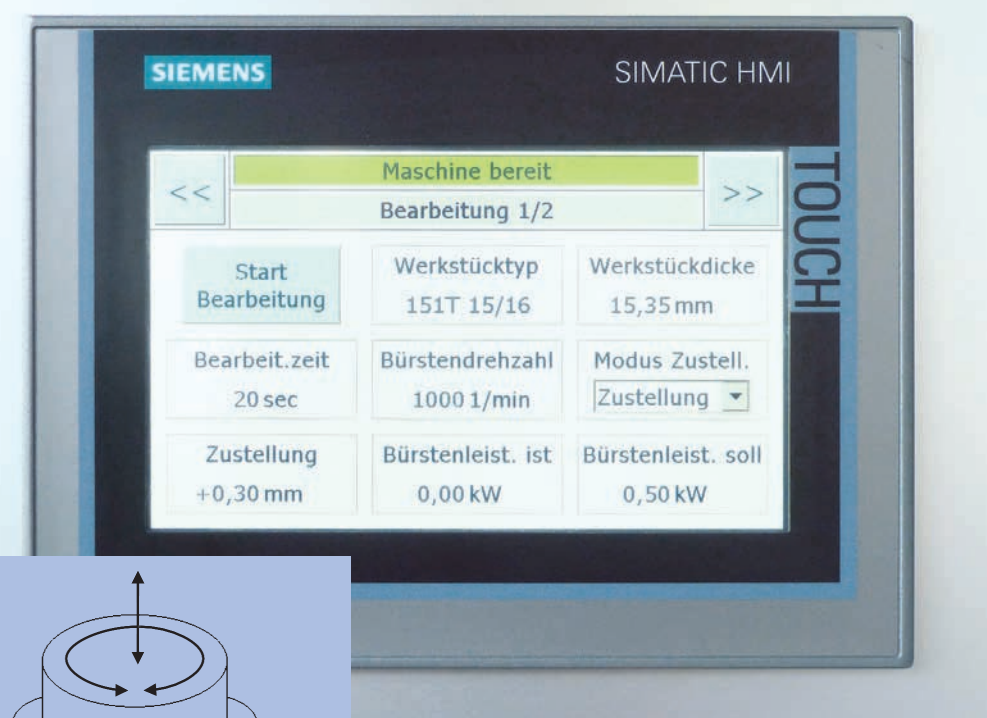 SIEMENS
SIMATIC HMI
TOUCH
<<
Maschine bereit
>>
Bearbeitung 1/2
Start
Bearbeitung
Werkstücktyp
151T 15/16
Werkstückdicke
15,35 mm
Bearbeit.zeit
20 sec
Bürstendrehzahl
1000 1/min
Modus Zustell.
Zustellung
Zustellung
+0,30 mm
Bürstenleist. ist
0,00 kW
Bürstenleist. soll
0,50 kW